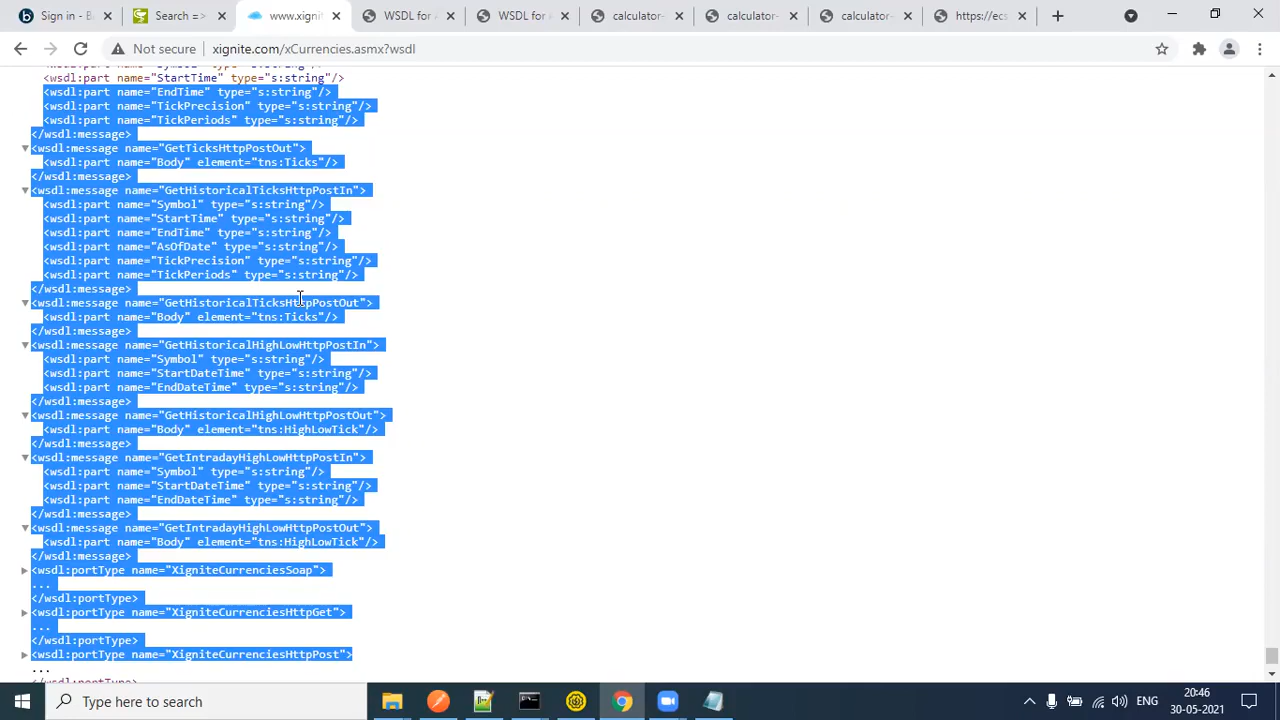 Sign in - B
Search =>
www.xignit
WSDL for A
WSDL for
calculator-
calculator-
calculator-
https://ecs
Not secure xignite.com/xCurrencies.asmx?wsdl
<wsdl:part name="StartTime" type="s:string"/>
<wsdl:part name="EndTime" type="s:string"/>
<wsdl:part name="TickPrecision" type="s:string"/>
<wsdl:part name="TickPeriods" type="s:string"/>
</wsdl:message>
<wsdl:message name="GetTicksHttpPostOut">
<wsdl:part name="Body" element="tns:Ticks"/>
</wsdl:message>
<wsdl:message name="GetHistoricalTicksHttpPostIn">
<wsdl:part name="Symbol" type="s:string"/>
<wsdl:part name="StartTime" type="s:string"/>
<wsdl:part name="EndTime" type="s:string"/>
<wsdl:part name="AsOfDate" type="s:string"/>
<wsdl:part name="TickPrecision" type="s:string"/>
<wsdl:part name="TickPeriods" type="s:string"/>
</wsdl:message>
<wsdl:message name="GetHistoricalTicksHttpPostOut">
<wsdl:part name="Body" element="tns:Ticks"/>
</wsdl:message>
<wsdl:message name="GetHistoricalHighLowHttpPostIn">
<wsdl:part name="Symbol" type="s:string"/>
<wsdl:part name="StartDateTime" type="s:string"/>
<wsdl:part name="EndDateTime" type="s:string"/>
</wsdl:message>
<wsdl:message name="GetHistoricalHighLowHttpPostOut">
<wsdl:part name="Body" element="tns:HighLowTick"/>
</wsdl:message>
<wsdl:message name="GetIntradayHighLowHttpPostIn">
<wsdl:part name="Symbol" type="s:string"/>
<wsdl:part name="StartDateTime" type="s:string"/>
<wsdl:part name="EndDateTime" type="s:string"/>
</wsdl:message>
<wsdl:message name="GetIntradayHighLowHttpPostOut">
<wsdl:part name="Body" element="tns:HighLowTick"/>
</wsdl:message>
<wsdl:portType name="XigniteCurrenciesSoap">
...
</wsdl:portType>
<wsdl:portType name="XigniteCurrenciesHttpGet">
...
</wsdl:portType>
<wsdl:portType name="XigniteCurrenciesHttpPost">
...
</wsdl:portType>
Type here to search
ENG
20:46
30-05-2021